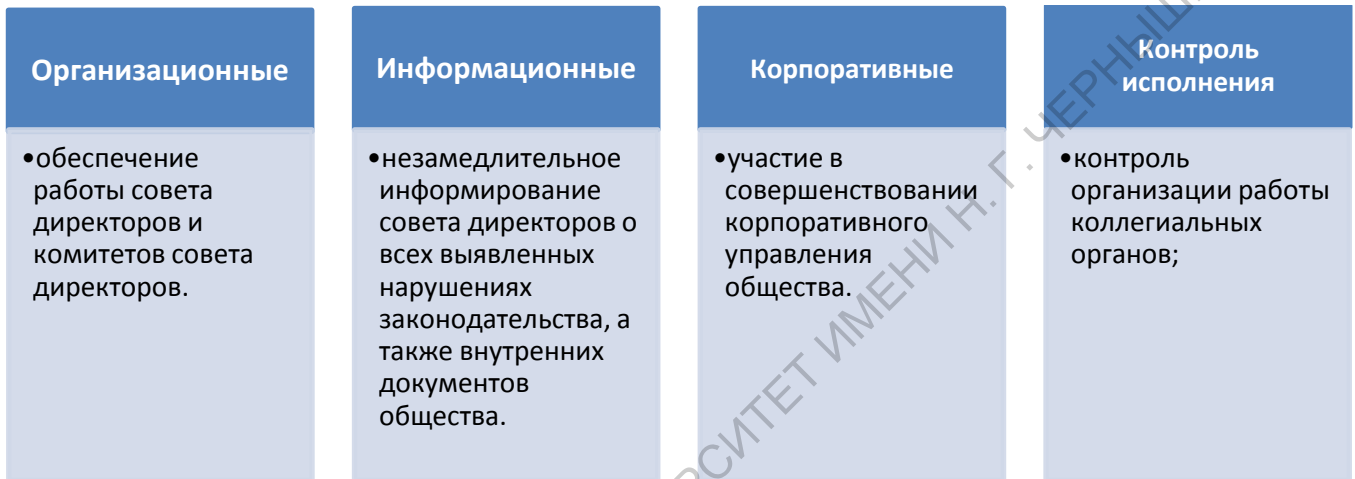 Организационные
•обеспечение
работы совета
директоров и
комитетов совета
директоров.
Информационные
•незамедлительное
информирование
совета директоров о
всех выявленных
нарушениях
законодательства, а
также внутренних
документов
общества.
Корпоративные
•участие в
совершенствовании
корпоративного
управления
общества.
Контроль
исполнения
•контроль
организации работы
коллегиальных
органов;
ИМЕНИ Н. Г.